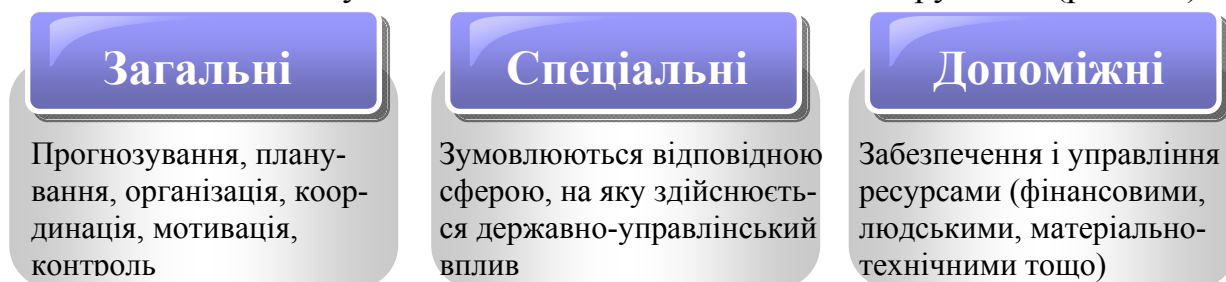 Загальні
Прогнозування, плану-
вання, організація, коор-
динація, мотивація,
контроль
Спеціальні
Зумовлюються відповідною
сферою, на яку здійснюєть-
ся державно-управлінський
вплив
Допоміжні
Забезпечення і управління
ресурсами (фінансовими,
людськими, матеріально-
технічними тощо)